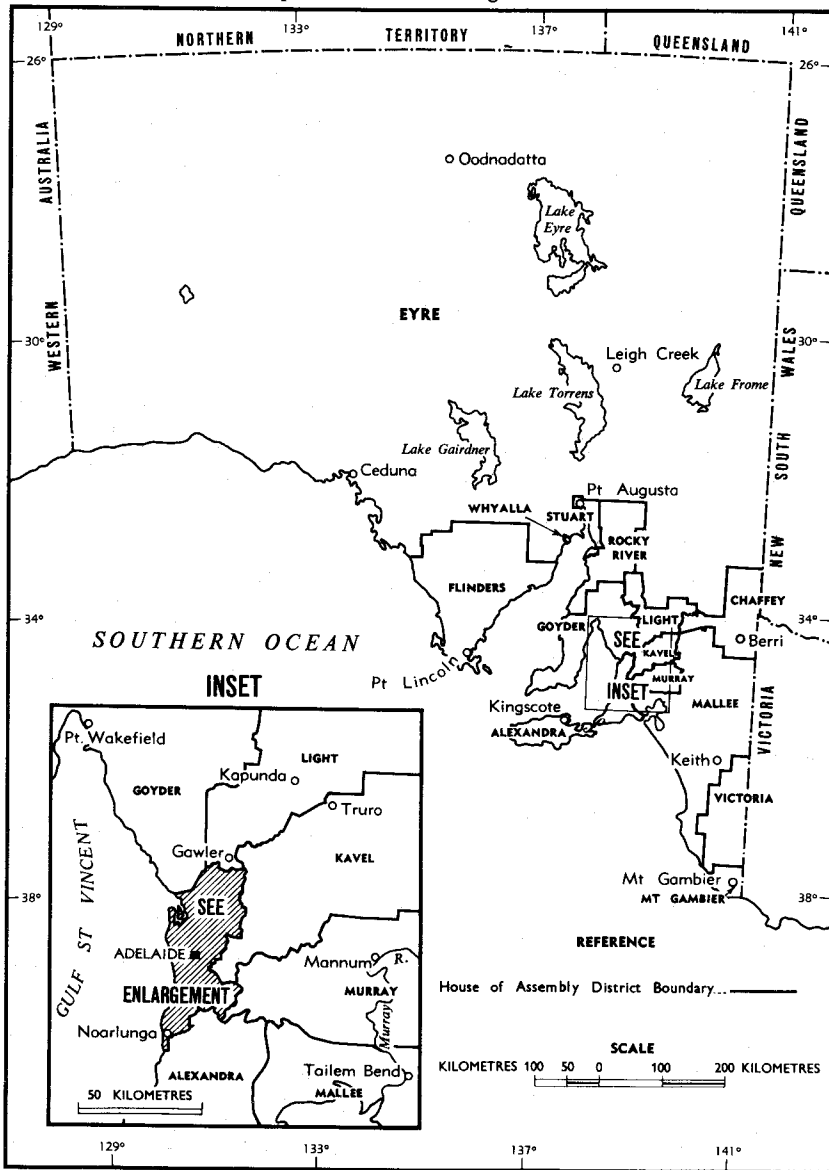 129°
133°
137°
141°
NORTHERN TERRITORY QUEENSLAND
26°
26°
AUSTRALIA
WESTERN
QUEENSLAND
Oodnadatta
Lake
Eyre
EYRE
30°
30°
Leigh Creek
Lake Torrens
Lake Frome
Lake Gairdner
NEW SOUTH WALES
Ceduna
Pt Augusta
WHYALLA
STUART
ROCKY
RIVER
FLINDERS
CHAFFEY
34°
34°
GOYDER
LIGHT
SEE
KAVEL
Berri
SOUTHERN OCEAN
Pt Lincoln
INSET
MURRAY
MALLEE
Kingscote
ALEXANDRA
VICTORIA
Keith
VICTORIA
Mt Gambier
MT GAMBIER
38°
38°
INSET
Pt. Wakefield
LIGHT
Kapunda
GOYDER
Truro
Gawler
KAVEL
GULF ST VINCENT
SEE
ADELAIDE
Mannum
R.
ENLARGEMENT
MURRAY
Murray
Noarlunga
ALEXANDRA
Tailem Bend
MALLEE
50 KILOMETRES
REFERENCE
House of Assembly District Boundary...
SCALE
KILOMETRES 100 50 0 100 200 KILOMETRES
129°
133°
137°
141°